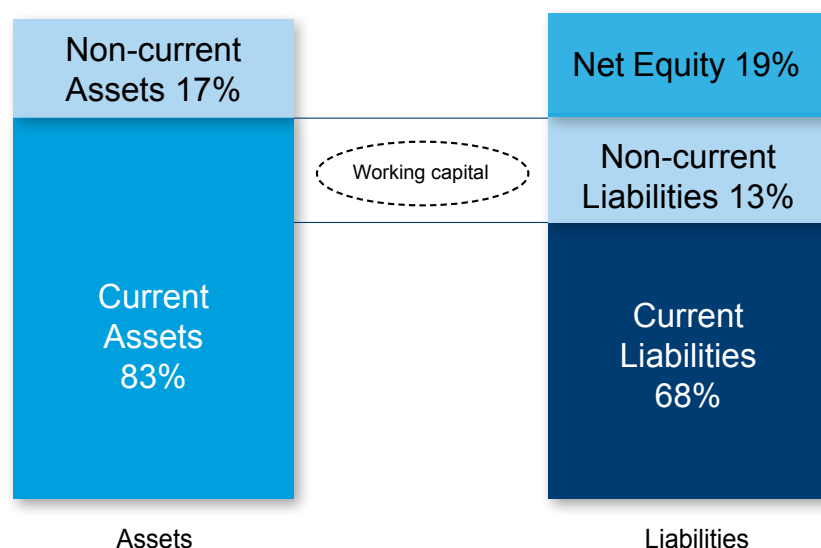 Non-current
Assets 17%
Current
Assets
83%
Working capital
Net Equity 19%
Non-current
Liabilities 13%
Current
Liabilities
68%
Assets
Liabilities